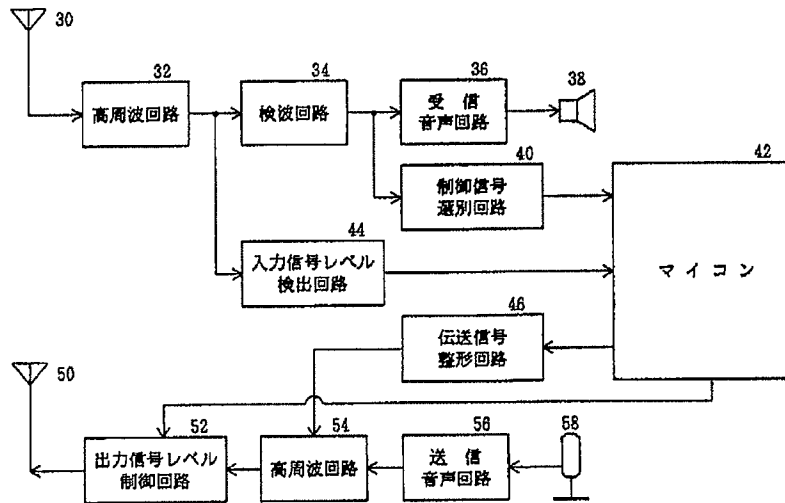 30
32
34
36
38
高周波回路
検波回路
受 信
音声回路
40
42
制御信号
選別回路
44
入力信号レベル
検出回路
マ イ コ ン
46
伝送信号
整形回路
50
52
54
56
58
出力信号レベル
制御回路
高周波回路
送 信
音声回路